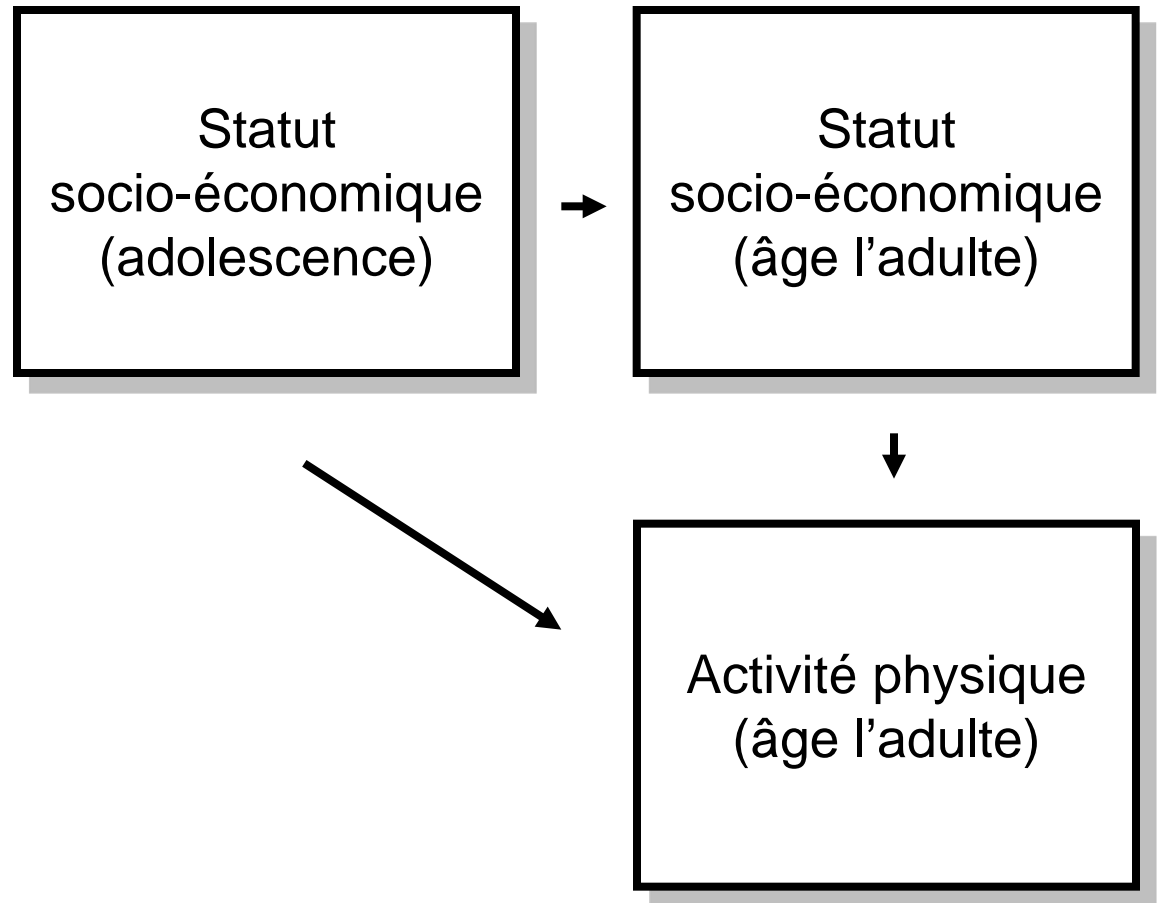 Statut
socio-économique
(adolescence)
Statut
socio-économique
(âge l’adulte)
Activité physique
(âge l’adulte)